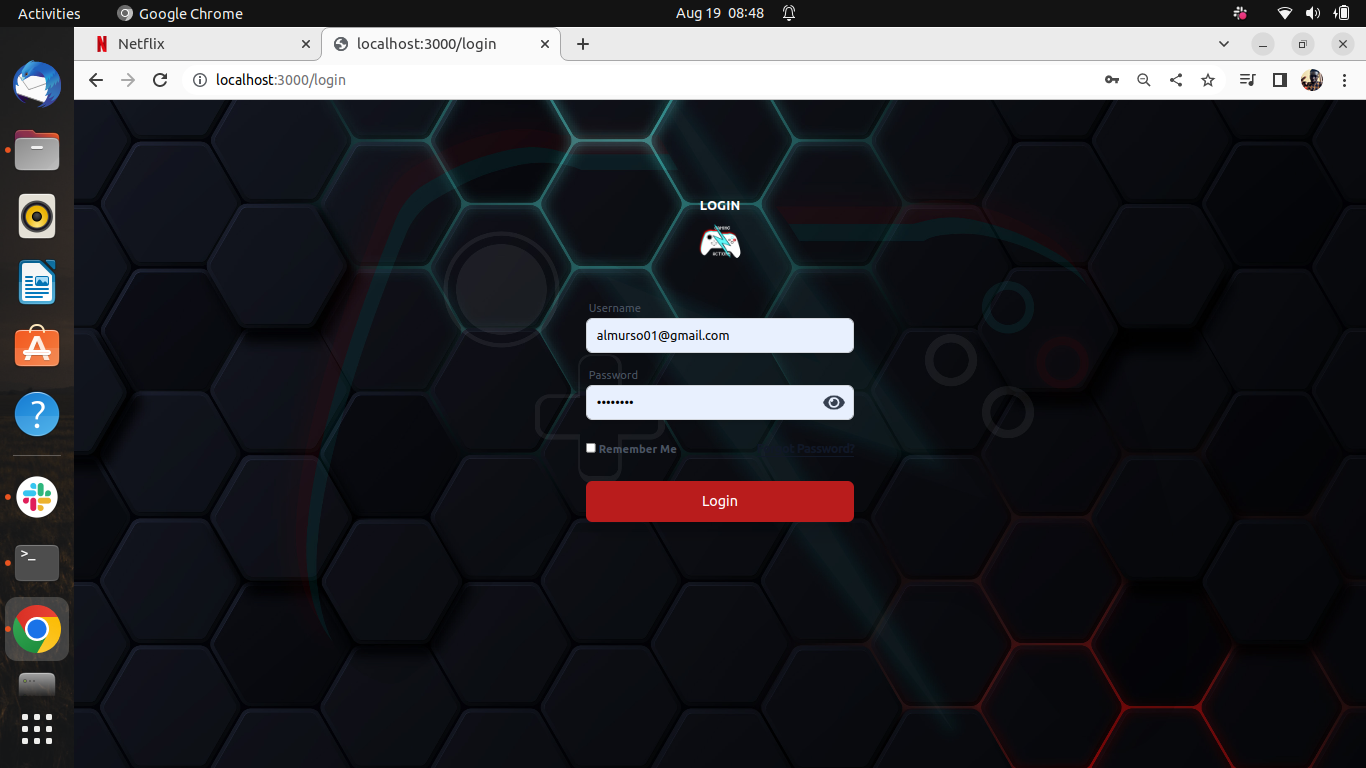 Activities
Google Chrome
Aug 19 08:48
Netflix
localhost:3000/login
localhost:3000/login
LOGIN
GAMING
Username
almurso01@gmail.com
Password
••••••••
Remember Me
Password?
Login